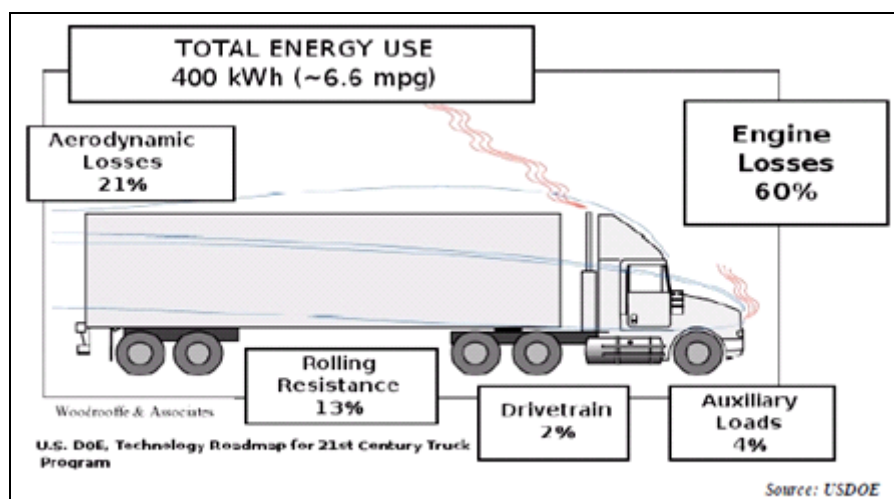 TOTAL ENERGY USE
400 kWh (~6.6 mpg)
Aerodynamic
Losses
21%
Engine
Losses
60%
Rolling
Resistance
13%
Drivetrain
2%
Auxiliary
Loads
4%
Woodrooffe & Associates
U.S. DoE, Technology Roadmap for 21st Century Truck
Program
Source: USDOE